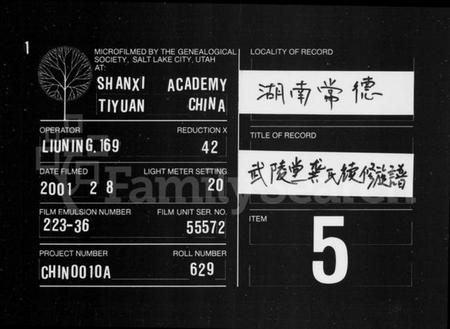 1
MICROFILMED BY THE GENEALOGICAL
SOCIETY, SALT LAKE CITY, UTAH
AT:
SHANXI ACADEMY
TIYUAN CHINA
OPERATOR REDUCTION X
LIUNING.169 42
DATE FILMED LIGHT METER SETTING
2001 2 8 20
FILM EMULSION NUMBER FILM UNIT SER. NO.
223-36 55572
PROJECT NUMBER ROLL NUMBER
CHIN0010A 629
LOCALITY OF RECORD
湖南常德
TITLE OF RECORD
武陵堂龚氏续修族譜
ITEM
5
FamilySearch